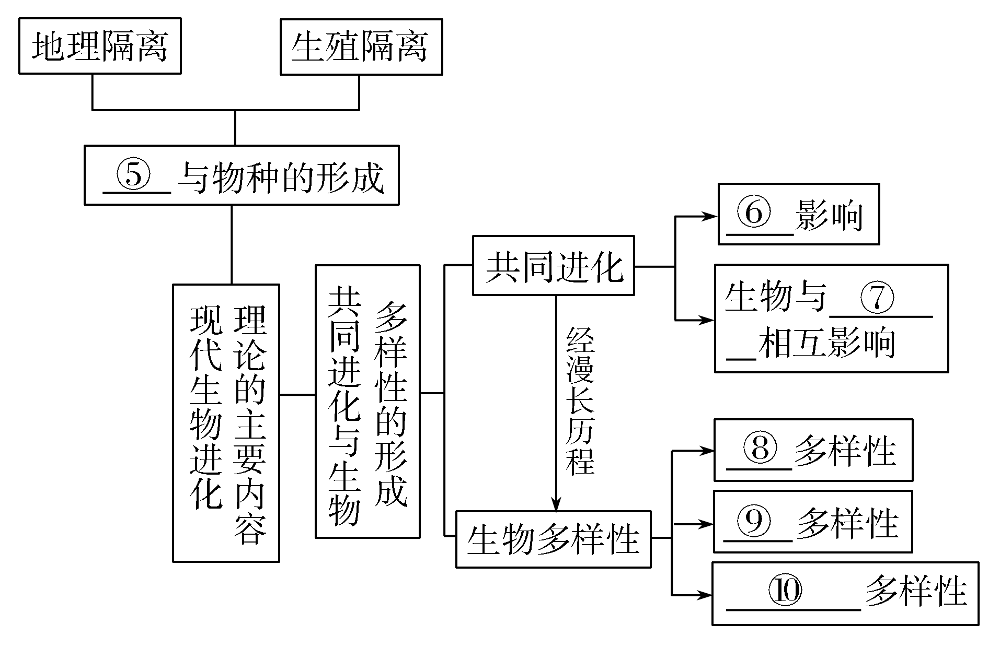 地理隔离
生殖隔离
⑤与物种的形成
现代生物进化
理论的主要内容
共同进化与生物
多样性的形成
共同进化
经漫长历程
生物多样性
⑥影响
生物与⑦
相互影响
⑧多样性
⑨多样性
⑩多样性